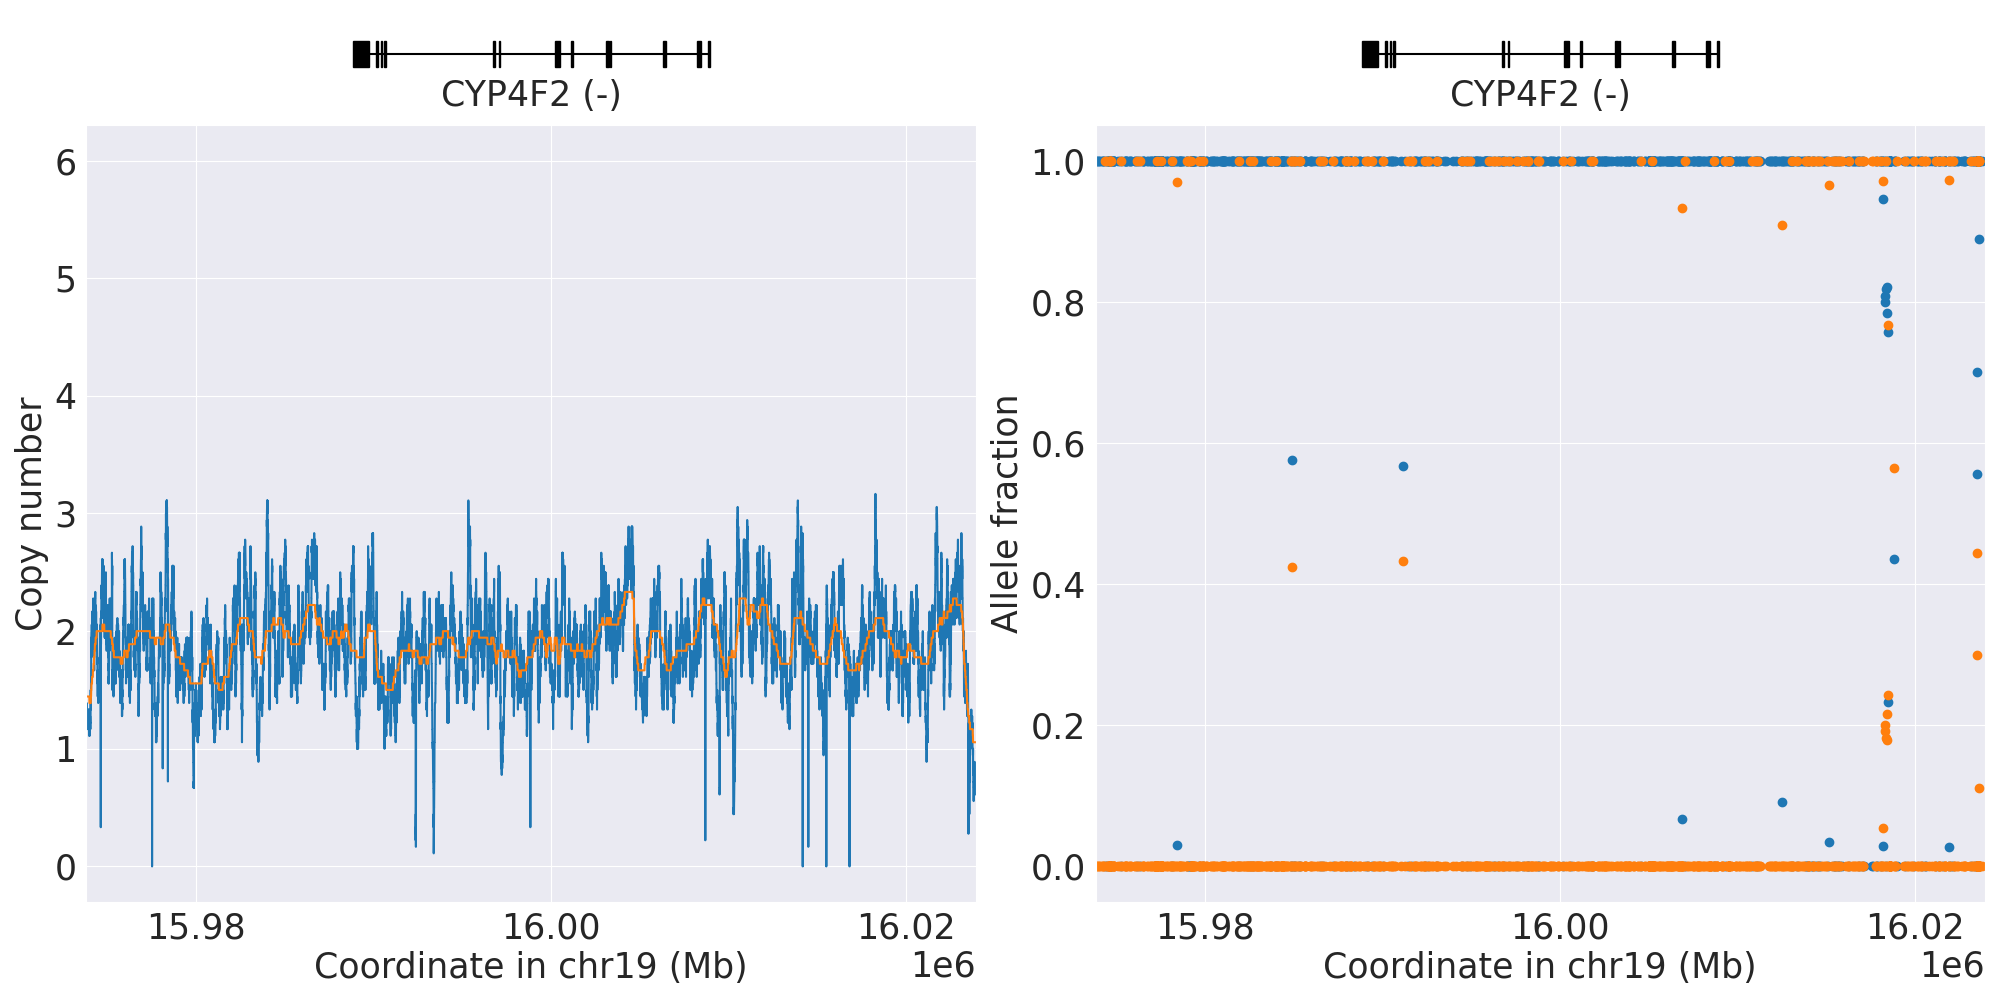 CYP4F2 (-)
Copy number
6
5
4
3
2
1
0
15.98
16.00
16.02
Coordinate in chr19 (Mb)
1e6
CYP4F2 (-)
Allele fraction
1.0
0.8
0.6
0.4
0.2
0.0
15.98
16.00
16.02
Coordinate in chr19 (Mb)
1e6